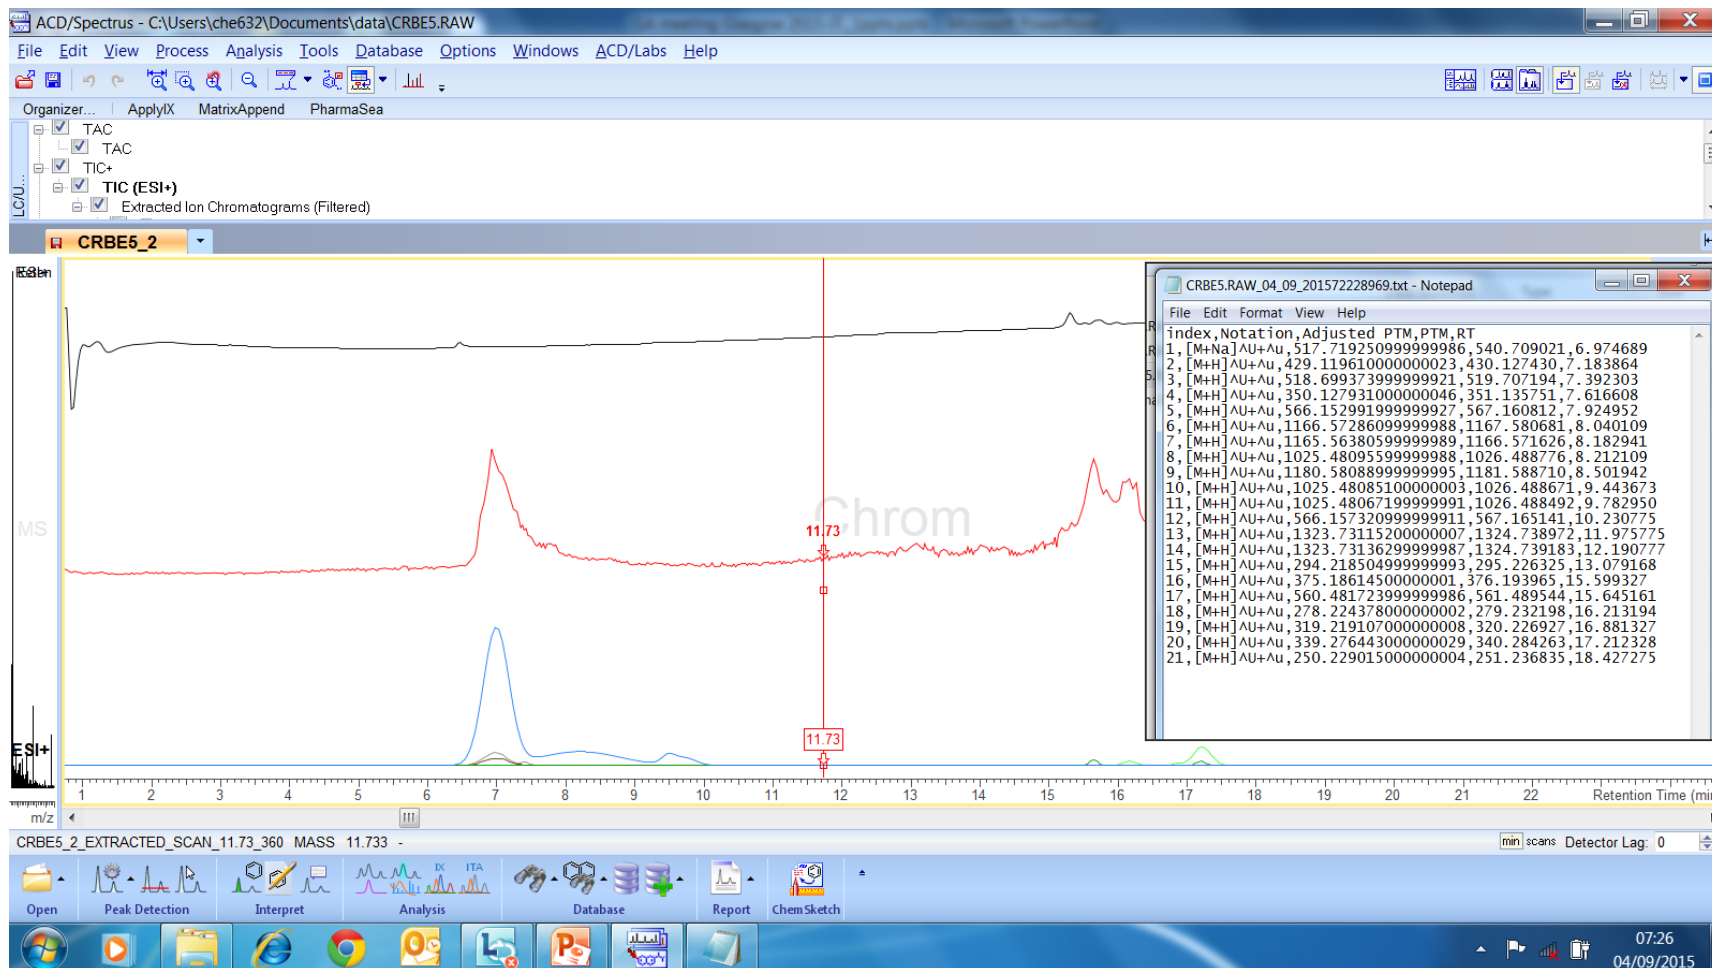 ACD/Spectrus - C:\Users\che632\Documents\data\CRBE5.RAW
File Edit View Process Analysis Tools Database Options Windows ACD/Labs Help
Organizer... ApplyIX MatrixAppend PharmaSea
TAC
TAC
TIC+
TIC (ESI+)
Extracted Ion Chromatograms (Filtered)
LC/U...
CRBE5_2
MS
ESI+
m/z
Chrom
11.73
11.73
1 2 3 4 5 6 7 8 9 10 11 12 13 14 15 16 17 18 19 20 21 22 Retention Time (min
CRBE5.RAW_04_09_201572228969.txt - Notepad
File Edit Format View Help
index,Notation,Adjusted PTM,PTM,RT
1,[M+Na]^U+^u,517.719250999999986,540.709021,6.974689
2,[M+H]^U+^u,429.119610000000023,430.127430,7.183864
3,[M+H]^U+^u,518.699373999999921,519.707194,7.392303
4,[M+H]^U+^u,350.127931000000046,351.135751,7.616608
5,[M+H]^U+^u,566.152991999999927,567.160812,7.924952
6,[M+H]^U+^u,1166.57286099999988,1167.580681,8.040109
7,[M+H]^U+^u,1165.56380599999989,1166.571626,8.182941
8,[M+H]^U+^u,1025.48095599999988,1026.488776,8.212109
9,[M+H]^U+^u,1180.58088999999995,1181.588710,8.501942
10,[M+H]^U+^u,1025.48085100000003,1026.488671,9.443673
11,[M+H]^U+^u,1025.48067199999991,1026.488492,9.782950
12,[M+H]^U+^u,566.157320999999911,567.165141,10.230775
13,[M+H]^U+^u,1323.73115200000007,1324.738972,11.975775
14,[M+H]^U+^u,1323.73136299999987,1324.739183,12.190777
15,[M+H]^U+^u,294.218504999999993,295.226325,13.079168
16,[M+H]^U+^u,375.18614500000001,376.193965,15.599327
17,[M+H]^U+^u,560.481723999999986,561.489544,15.645161
18,[M+H]^U+^u,278.224378000000002,279.232198,16.213194
19,[M+H]^U+^u,319.219107000000008,320.226927,16.881327
20,[M+H]^U+^u,339.276443000000029,340.284263,17.212328
21,[M+H]^U+^u,250.229015000000004,251.236835,18.427275
CRBE5_2_EXTRACTED_SCAN_11.73_360 MASS 11.733 -
min scans Detector Lag: 0
IX ITA
Open Peak Detection Interpret Analysis Database Report ChemSketch
07:26
04/09/2015